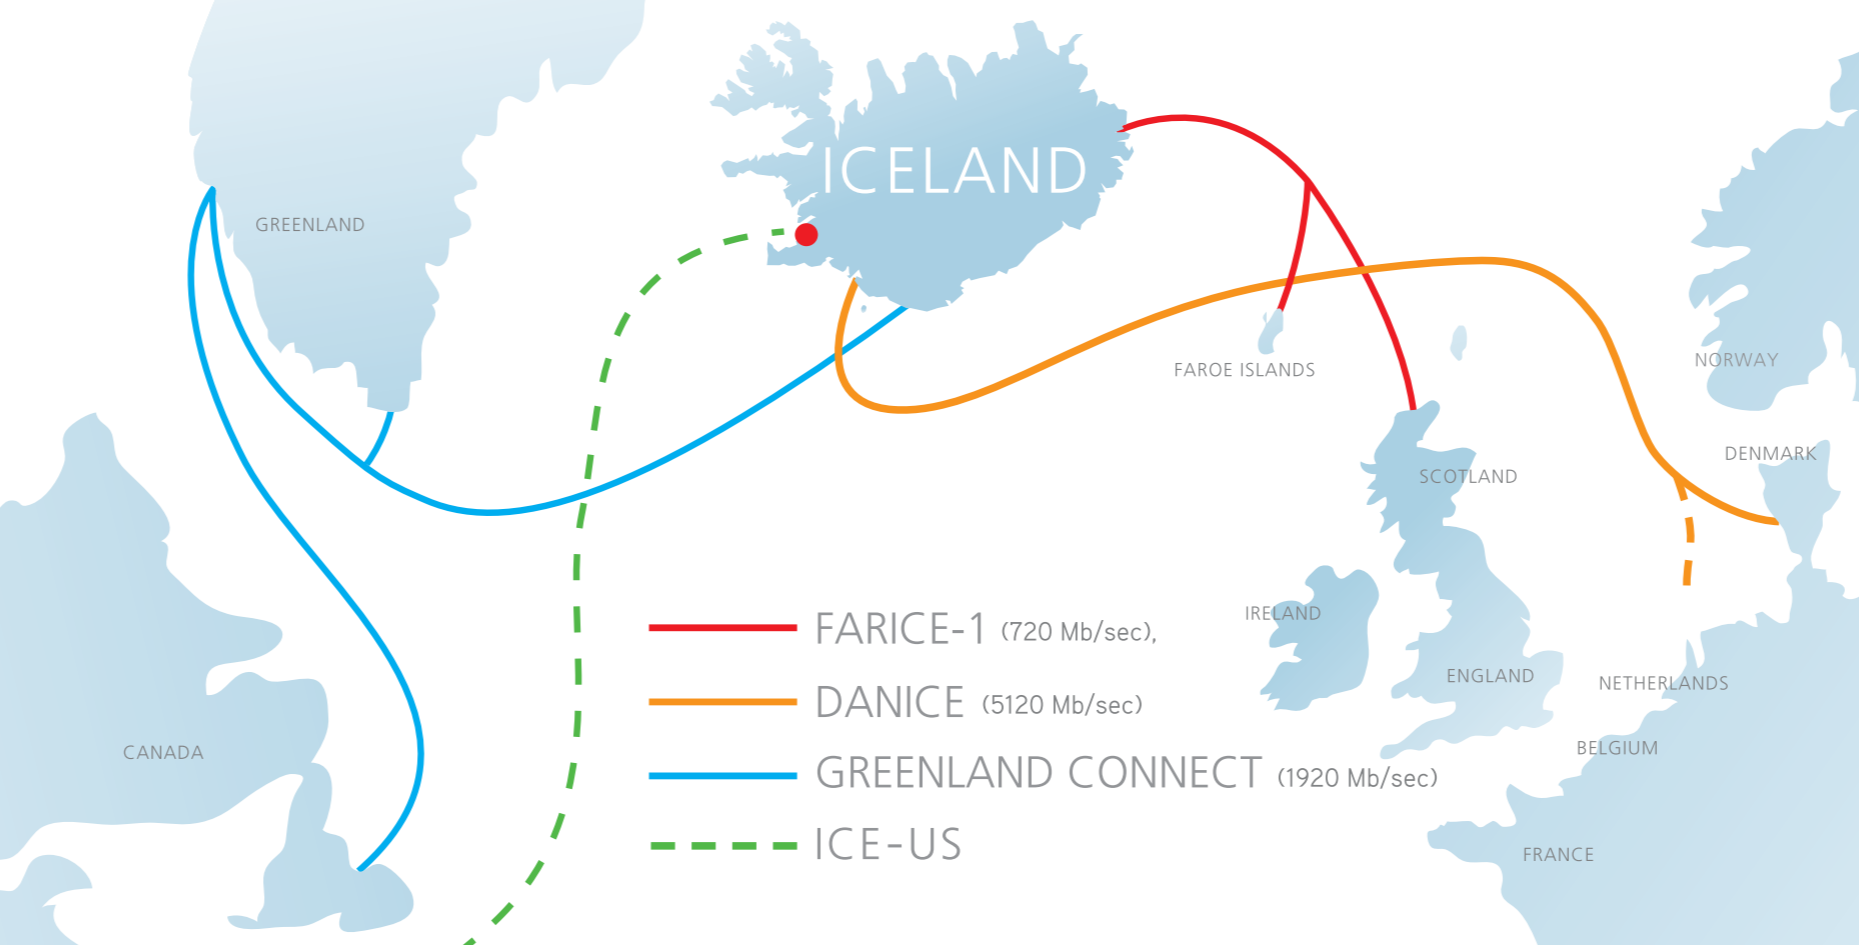 ICELAND
GREENLAND
FAROE ISLANDS
NORWAY
DENMARK
SCOTLAND
IRELAND
ENGLAND
NETHERLANDS
BELGIUM
CANADA
FRANCE
FARICE-1 (720 Mb/sec),
DANICE (5120 Mb/sec)
GREENLAND CONNECT (1920 Mb/sec)
ICE-US